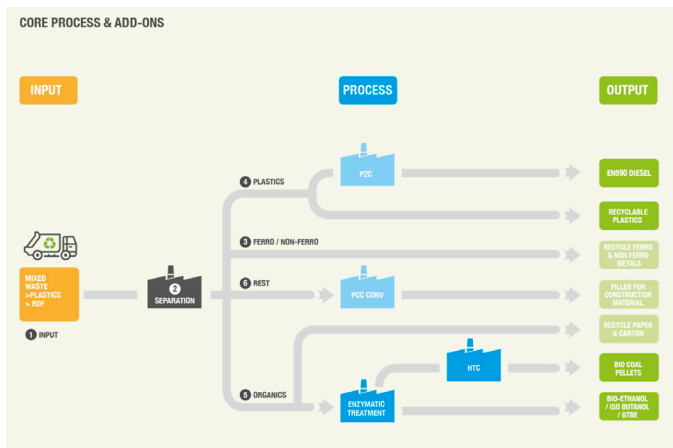 CORE PROCESS & ADD-ONS
INPUT
PROCESS
OUTPUT
4 PLASTICS
P2C
EN590 DIESEL
RECYCLABLE
PLASTICS
3 FERRO / NON-FERRO
RECYCLE FERRO
& NON FERRO
METALS
MIXED
WASTE
>PLASTICS
> RDF
2
SEPARATION
6 REST
PCC CONV
FILLER FOR
CONSTRUCTION
MATERIAL
1 INPUT
RECYCLE PAPER
& CARTON
HTC
BIO COAL
PELLETS
5 ORGANICS
ENZYMATIC
TREATMENT
BIO-ETHANOL
/ ISO BUTANOL
/ GTBE